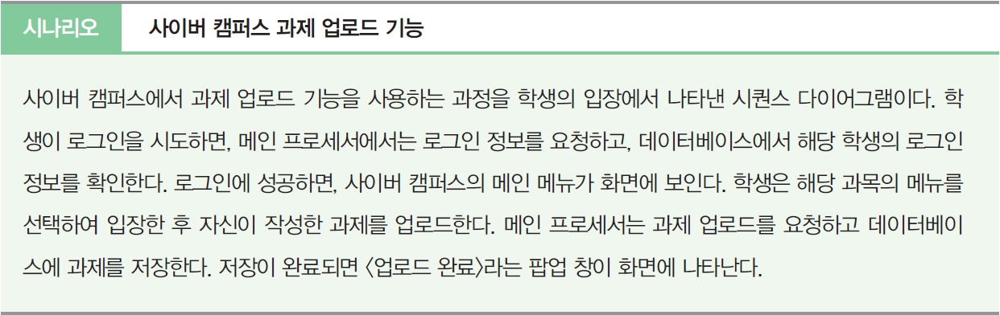 시나리오 사이버 캠퍼스 과제 업로드 기능
사이버 캠퍼스에서 과제 업로드 기능을 사용하는 과정을 학생의 입장에서 나타낸 시퀀스 다이어그램이다. 학
생이 로그인을 시도하면, 메인 프로세서에서는 로그인 정보를 요청하고, 데이터베이스에서 해당 학생의 로그인
정보를 확인한다. 로그인에 성공하면, 사이버 캠퍼스의 메인 메뉴가 화면에 보인다. 학생은 해당 과목의 메뉴를
선택하여 입장한 후 자신이 작성한 과제를 업로드한다. 메인 프로세서는 과제 업로드를 요청하고 데이터베이
스에 과제를 저장한다. 저장이 완료되면 〈업로드 완료〉라는 팝업 창이 화면에 나타난다.